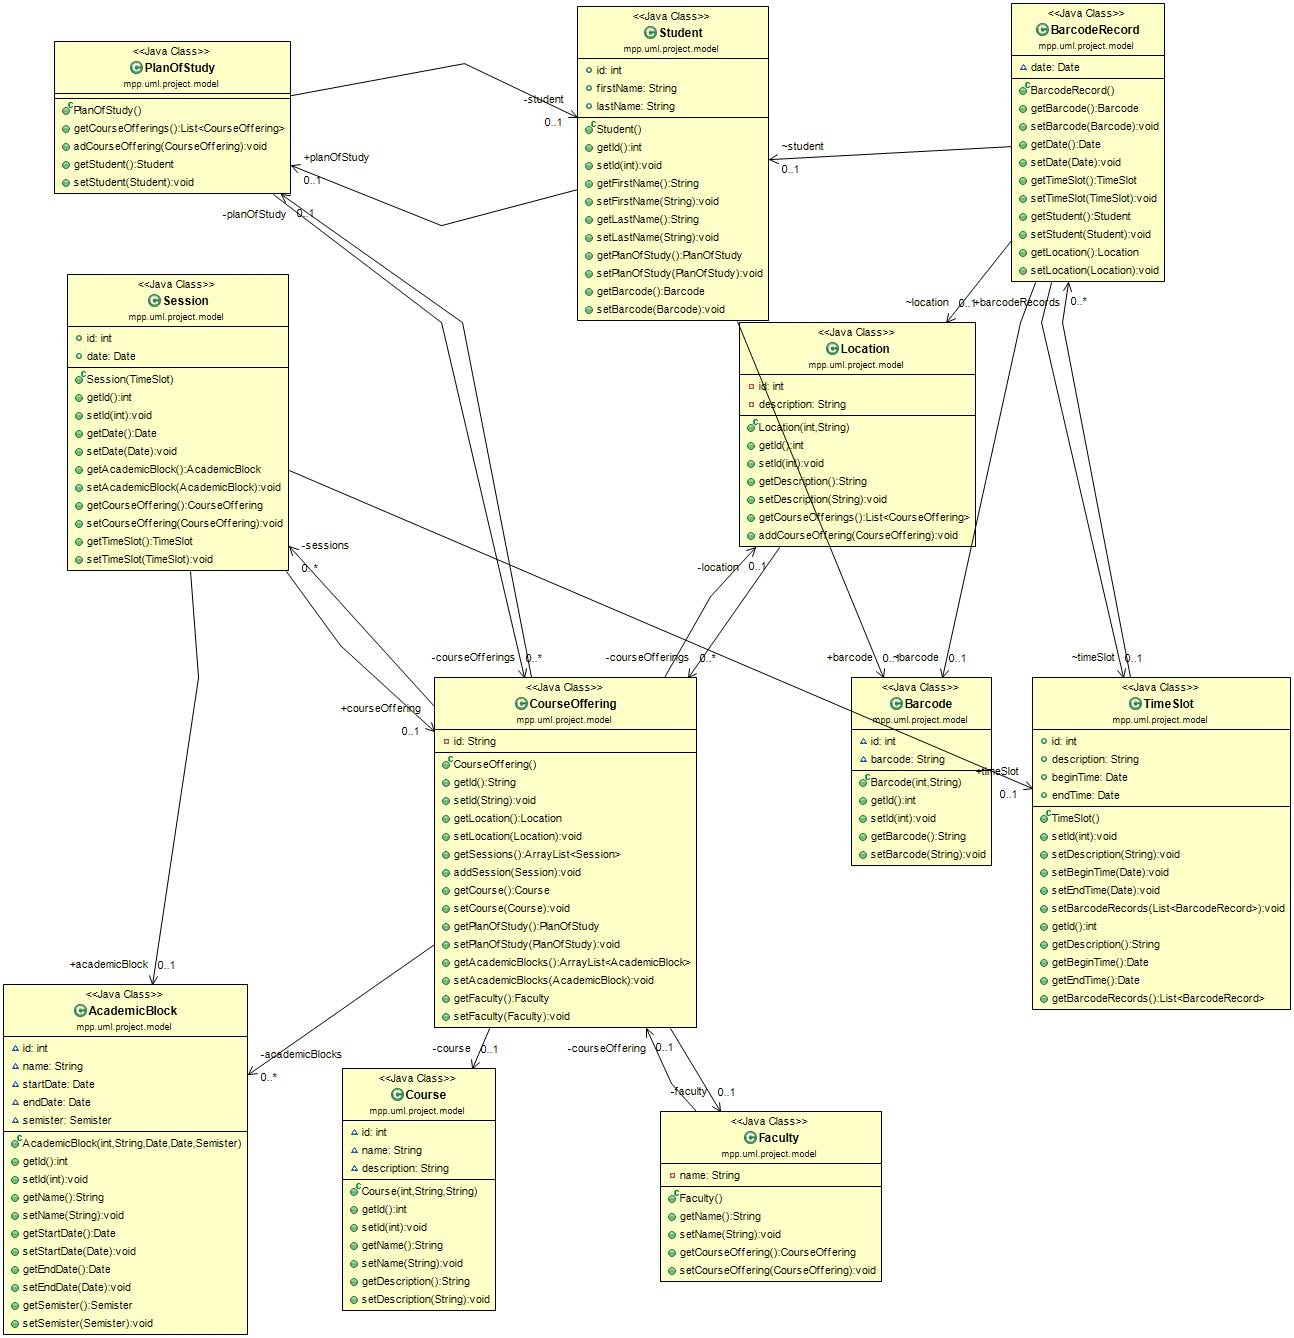 <<Java Class>>
PlanOfStudy
mpp.uml.project.model
PlanOfStudy()
getCourseOfferings():List<CourseOffering>
adCourseOffering(CourseOffering):void
getStudent():Student
setStudent(Student):void
<<Java Class>>
Student
mpp.uml.project.model
id: int
firstName: String
lastName: String
Student()
getId():int
setId(int):void
getFirstName():String
setFirstName(String):void
getLastName():String
setLastName(String):void
getPlanOfStudy():PlanOfStudy
setPlanOfStudy(PlanOfStudy):void
getBarcode():Barcode
setBarcode(Barcode):void
<<Java Class>>
BarcodeRecord
mpp.uml.project.model
date: Date
BarcodeRecord()
getBarcode():Barcode
setBarcode(Barcode):void
getDate():Date
setDate(Date):void
getTimeSlot():TimeSlot
setTimeSlot(TimeSlot):void
getStudent():Student
setStudent(Student):void
getLocation():Location
setLocation(Location):void
-student
0..1
+planOfStudy
0..1
~student
0..1
-planOfStudy
0..1
~location
0..1
+barcodeRecords
0..*
<<Java Class>>
Session
mpp.uml.project.model
id: int
date: Date
Session(TimeSlot)
getId():int
setId(int):void
getDate():Date
setDate(Date):void
getAcademicBlock():AcademicBlock
setAcademicBlock(AcademicBlock):void
getCourseOffering():CourseOffering
setCourseOffering(CourseOffering):void
getTimeSlot():TimeSlot
setTimeSlot(TimeSlot):void
<<Java Class>>
Location
mpp.uml.project.model
id: int
description: String
Location(int,String)
getId():int
setId(int):void
getDescription():String
setDescription(String):void
getCourseOfferings():List<CourseOffering>
addCourseOffering(CourseOffering):void
-sessions
0..*
-location
0..1
-courseOfferings
0..*
-courseOfferings
0..*
+barcode
0..1
~barcode
0..1
~timeSlot
0..1
+courseOffering
0..1
<<Java Class>>
CourseOffering
mpp.uml.project.model
id: String
CourseOffering()
getId():String
setId(String):void
getLocation():Location
setLocation(Location):void
getSessions():ArrayList<Session>
addSession(Session):void
getCourse():Course
setCourse(Course):void
getPlanOfStudy():PlanOfStudy
setPlanOfStudy(PlanOfStudy):void
getAcademicBlocks():ArrayList<AcademicBlock>
setAcademicBlocks(AcademicBlock):void
getFaculty():Faculty
setFaculty(Faculty):void
<<Java Class>>
Barcode
mpp.uml.project.model
id: int
barcode: String
Barcode(int,String)
getId():int
setId(int):void
getBarcode():String
setBarcode(String):void
+timeSlot
0..1
<<Java Class>>
TimeSlot
mpp.uml.project.model
id: int
description: String
beginTime: Date
endTime: Date
TimeSlot()
setId(int):void
setDescription(String):void
setBeginTime(Date):void
setEndTime(Date):void
setBarcodeRecords(List<BarcodeRecord>):void
getId():int
getDescription():String
getBeginTime():Date
getEndTime():Date
getBarcodeRecords():List<BarcodeRecord>
+academicBlock
0..1
<<Java Class>>
AcademicBlock
mpp.uml.project.model
id: int
name: String
startDate: Date
endDate: Date
semister: Semister
AcademicBlock(int,String,Date,Date,Semister)
getId():int
setId(int):void
getName():String
setName(String):void
getStartDate():Date
setStartDate(Date):void
getEndDate():Date
setEndDate(Date):void
getSemister():Semister
setSemister(Semister):void
-academicBlocks
0..*
-course
0..1
-courseOffering
0..1
-faculty
0..1
<<Java Class>>
Course
mpp.uml.project.model
id: int
name: String
description: String
Course(int,String,String)
getId():int
setId(int):void
getName():String
setName(String):void
getDescription():String
setDescription(String):void
<<Java Class>>
Faculty
mpp.uml.project.model
name: String
Faculty()
getName():String
setName(String):void
getCourseOffering():CourseOffering
setCourseOffering(CourseOffering):void